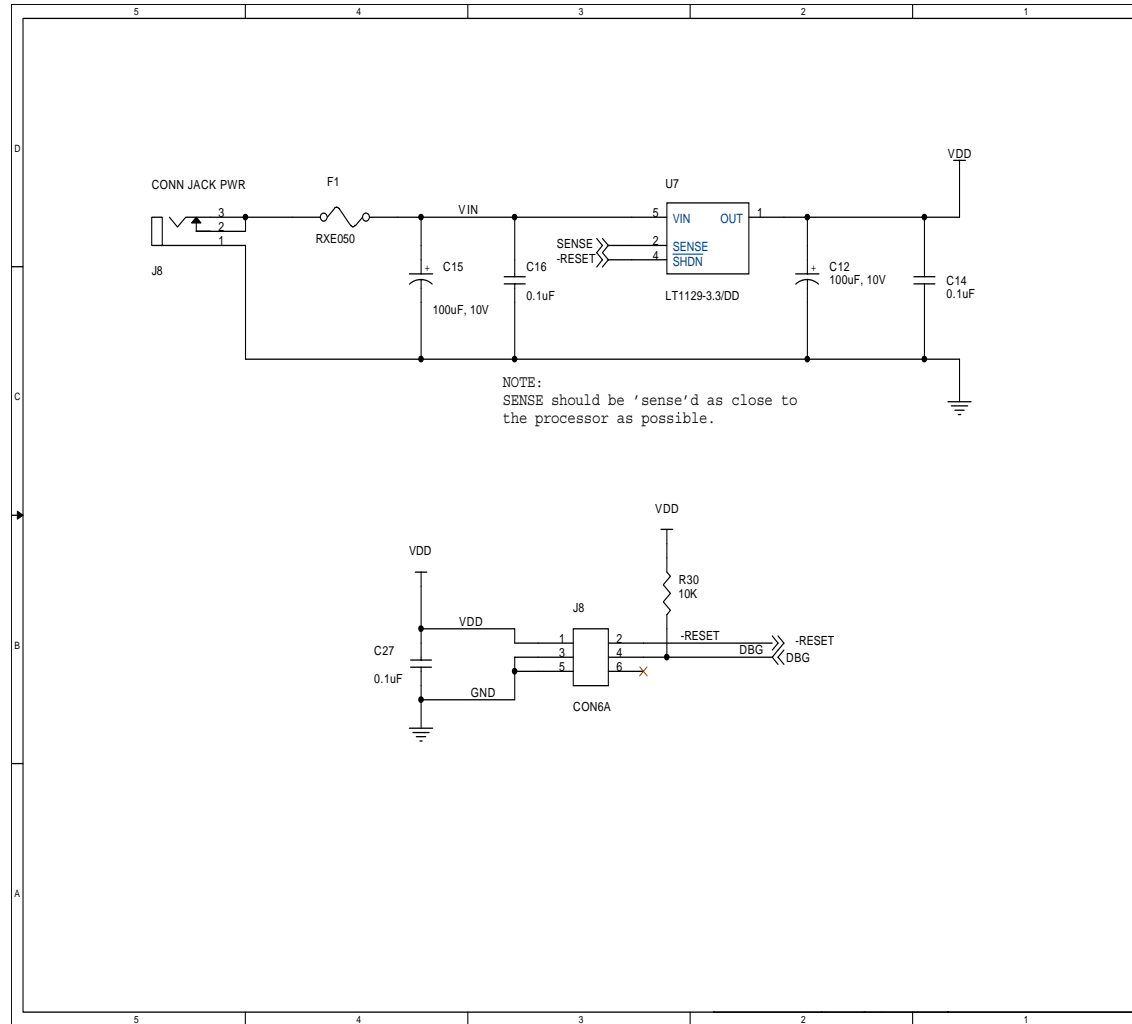 5 4 3 2 1
D
VDD
CONN JACK PWR
F1
U7
3
2
1
VIN
RXE050
J8
5 VIN OUT 1
SENSE 2 SENSE
-RESET 4 SHDN
LT1129-3.3/DD
C15
100uF, 10V
+
C16
0.1uF
+
C12
100uF, 10V
C14
0.1uF
C
NOTE:
SENSE should be 'sense'd as close to
the processor as possible.
VDD
VDD
R30
10K
J8
B
VDD
1 2 -RESET -RESET
3 4 DBG DBG
5 6
C27
0.1uF
GND
CON6A
A
5 4 3 2 1